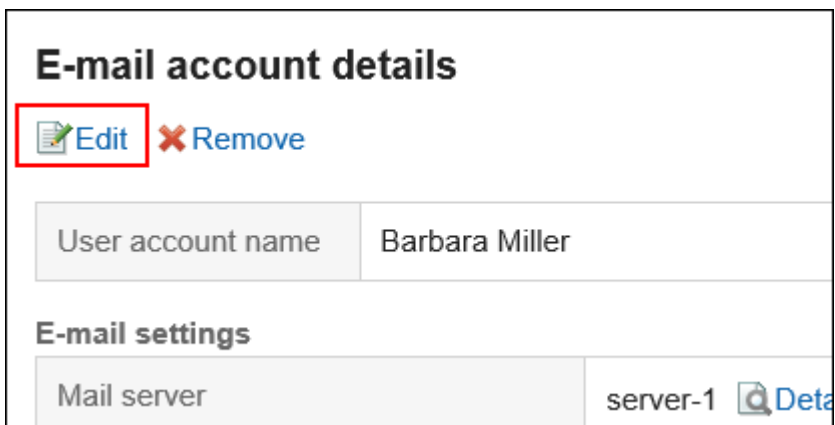 E-mail account details
Edit Remove
User account name Barbara Miller
E-mail settings
Mail server server-1